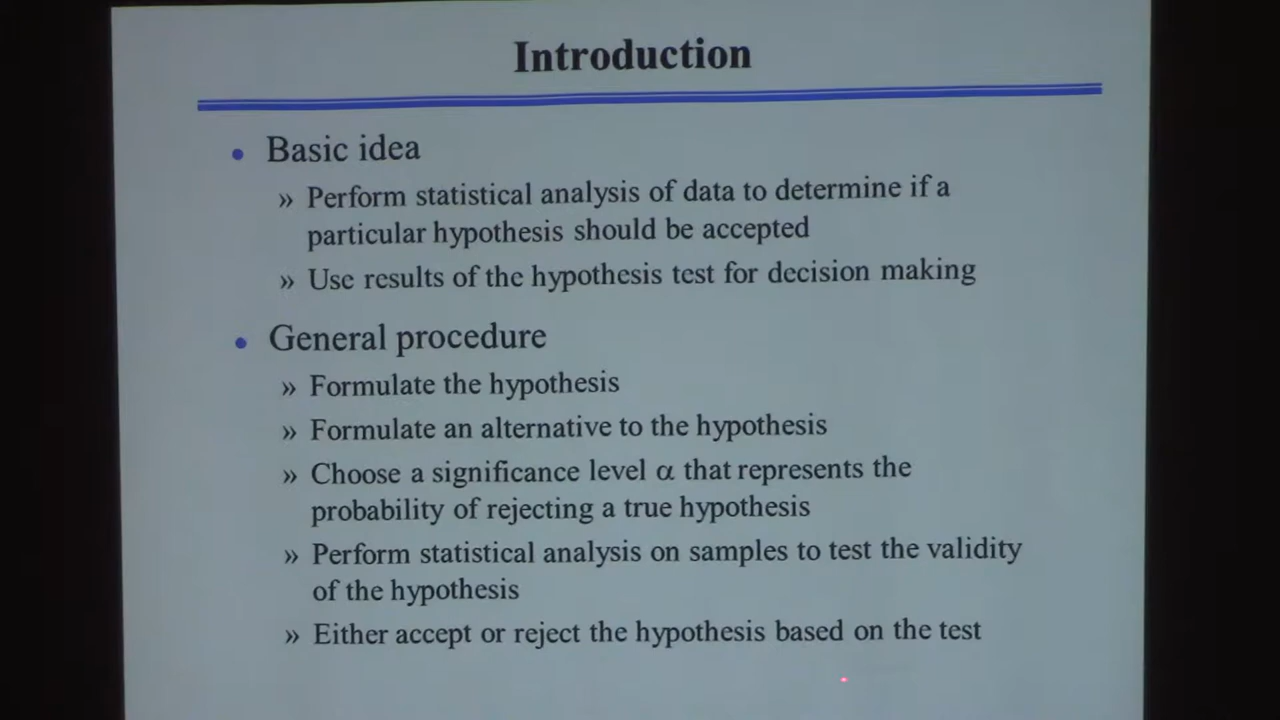 Introduction
• Basic idea
» Perform statistical analysis of data to determine if a
particular hypothesis should be accepted
» Use results of the hypothesis test for decision making
• General procedure
» Formulate the hypothesis
» Formulate an alternative to the hypothesis
» Choose a significance level α that represents the
probability of rejecting a true hypothesis
» Perform statistical analysis on samples to test the validity
of the hypothesis
» Either accept or reject the hypothesis based on the test